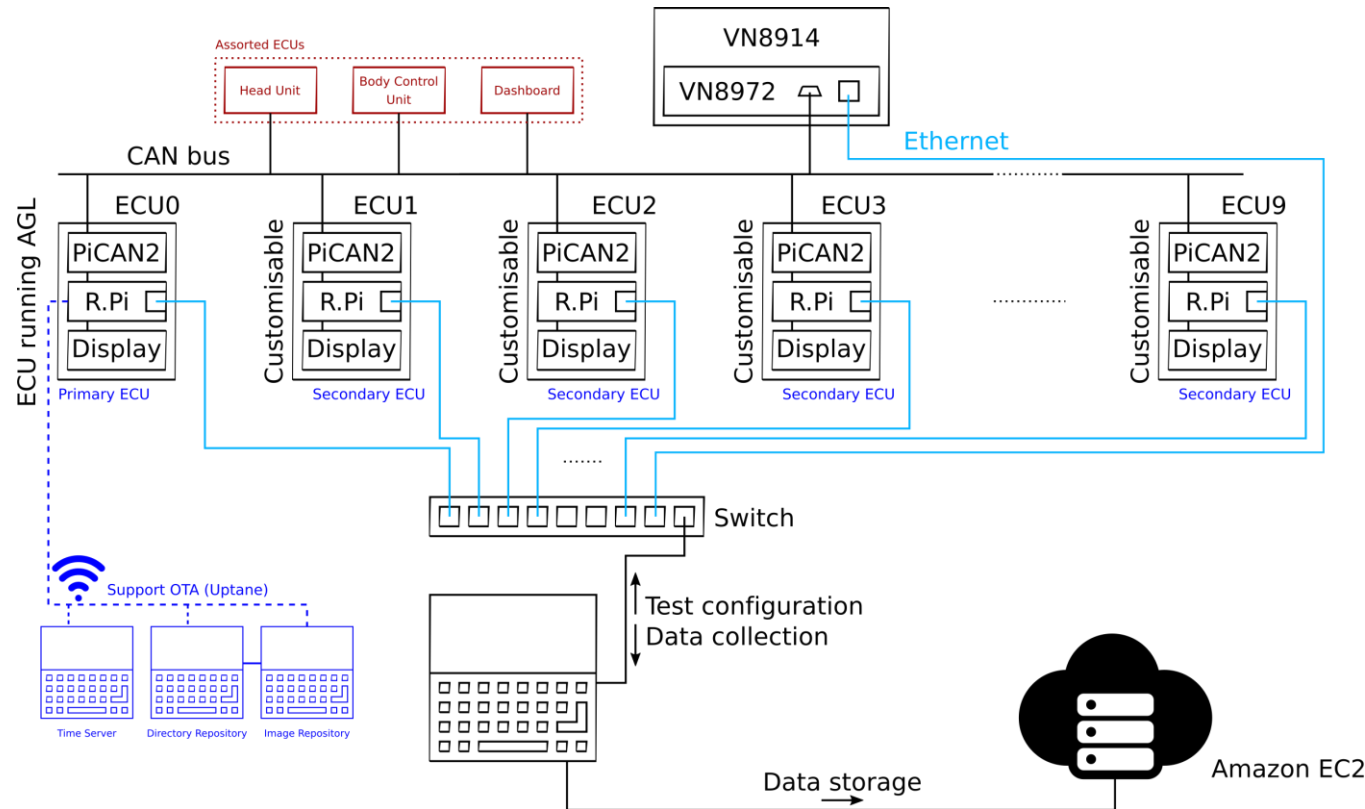 VN8914
Assorted ECUs
Head Unit
Body Control
Unit
Dashboard
VN8972
Ethernet
CAN bus
ECU0
ECU1
ECU2
ECU3
ECU9
ECU running AGL
PiCAN2
R.Pi
Display
Primary ECU
Customisable
PiCAN2
R.Pi
Display
Secondary ECU
Customisable
PiCAN2
R.Pi
Display
Secondary ECU
Customisable
PiCAN2
R.Pi
Display
Secondary ECU
Customisable
PiCAN2
R.Pi
Display
Secondary ECU
Switch
Support OTA (Uptane)
Time Server
Directory Repository
Image Repository
Test configuration
Data collection
Data storage
Amazon EC2